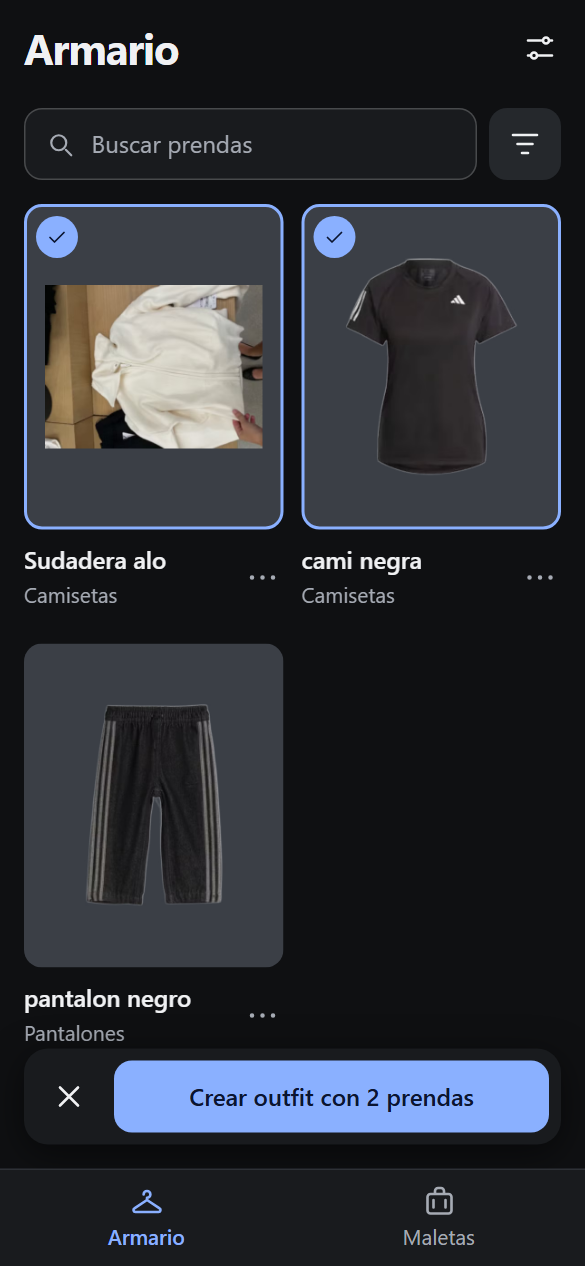 Armario
Buscar prendas
Sudadera alo
Camisetas
cami negra
Camisetas
pantalon negro
Pantalones
Crear outfit con 2 prendas
Armario
Maletas